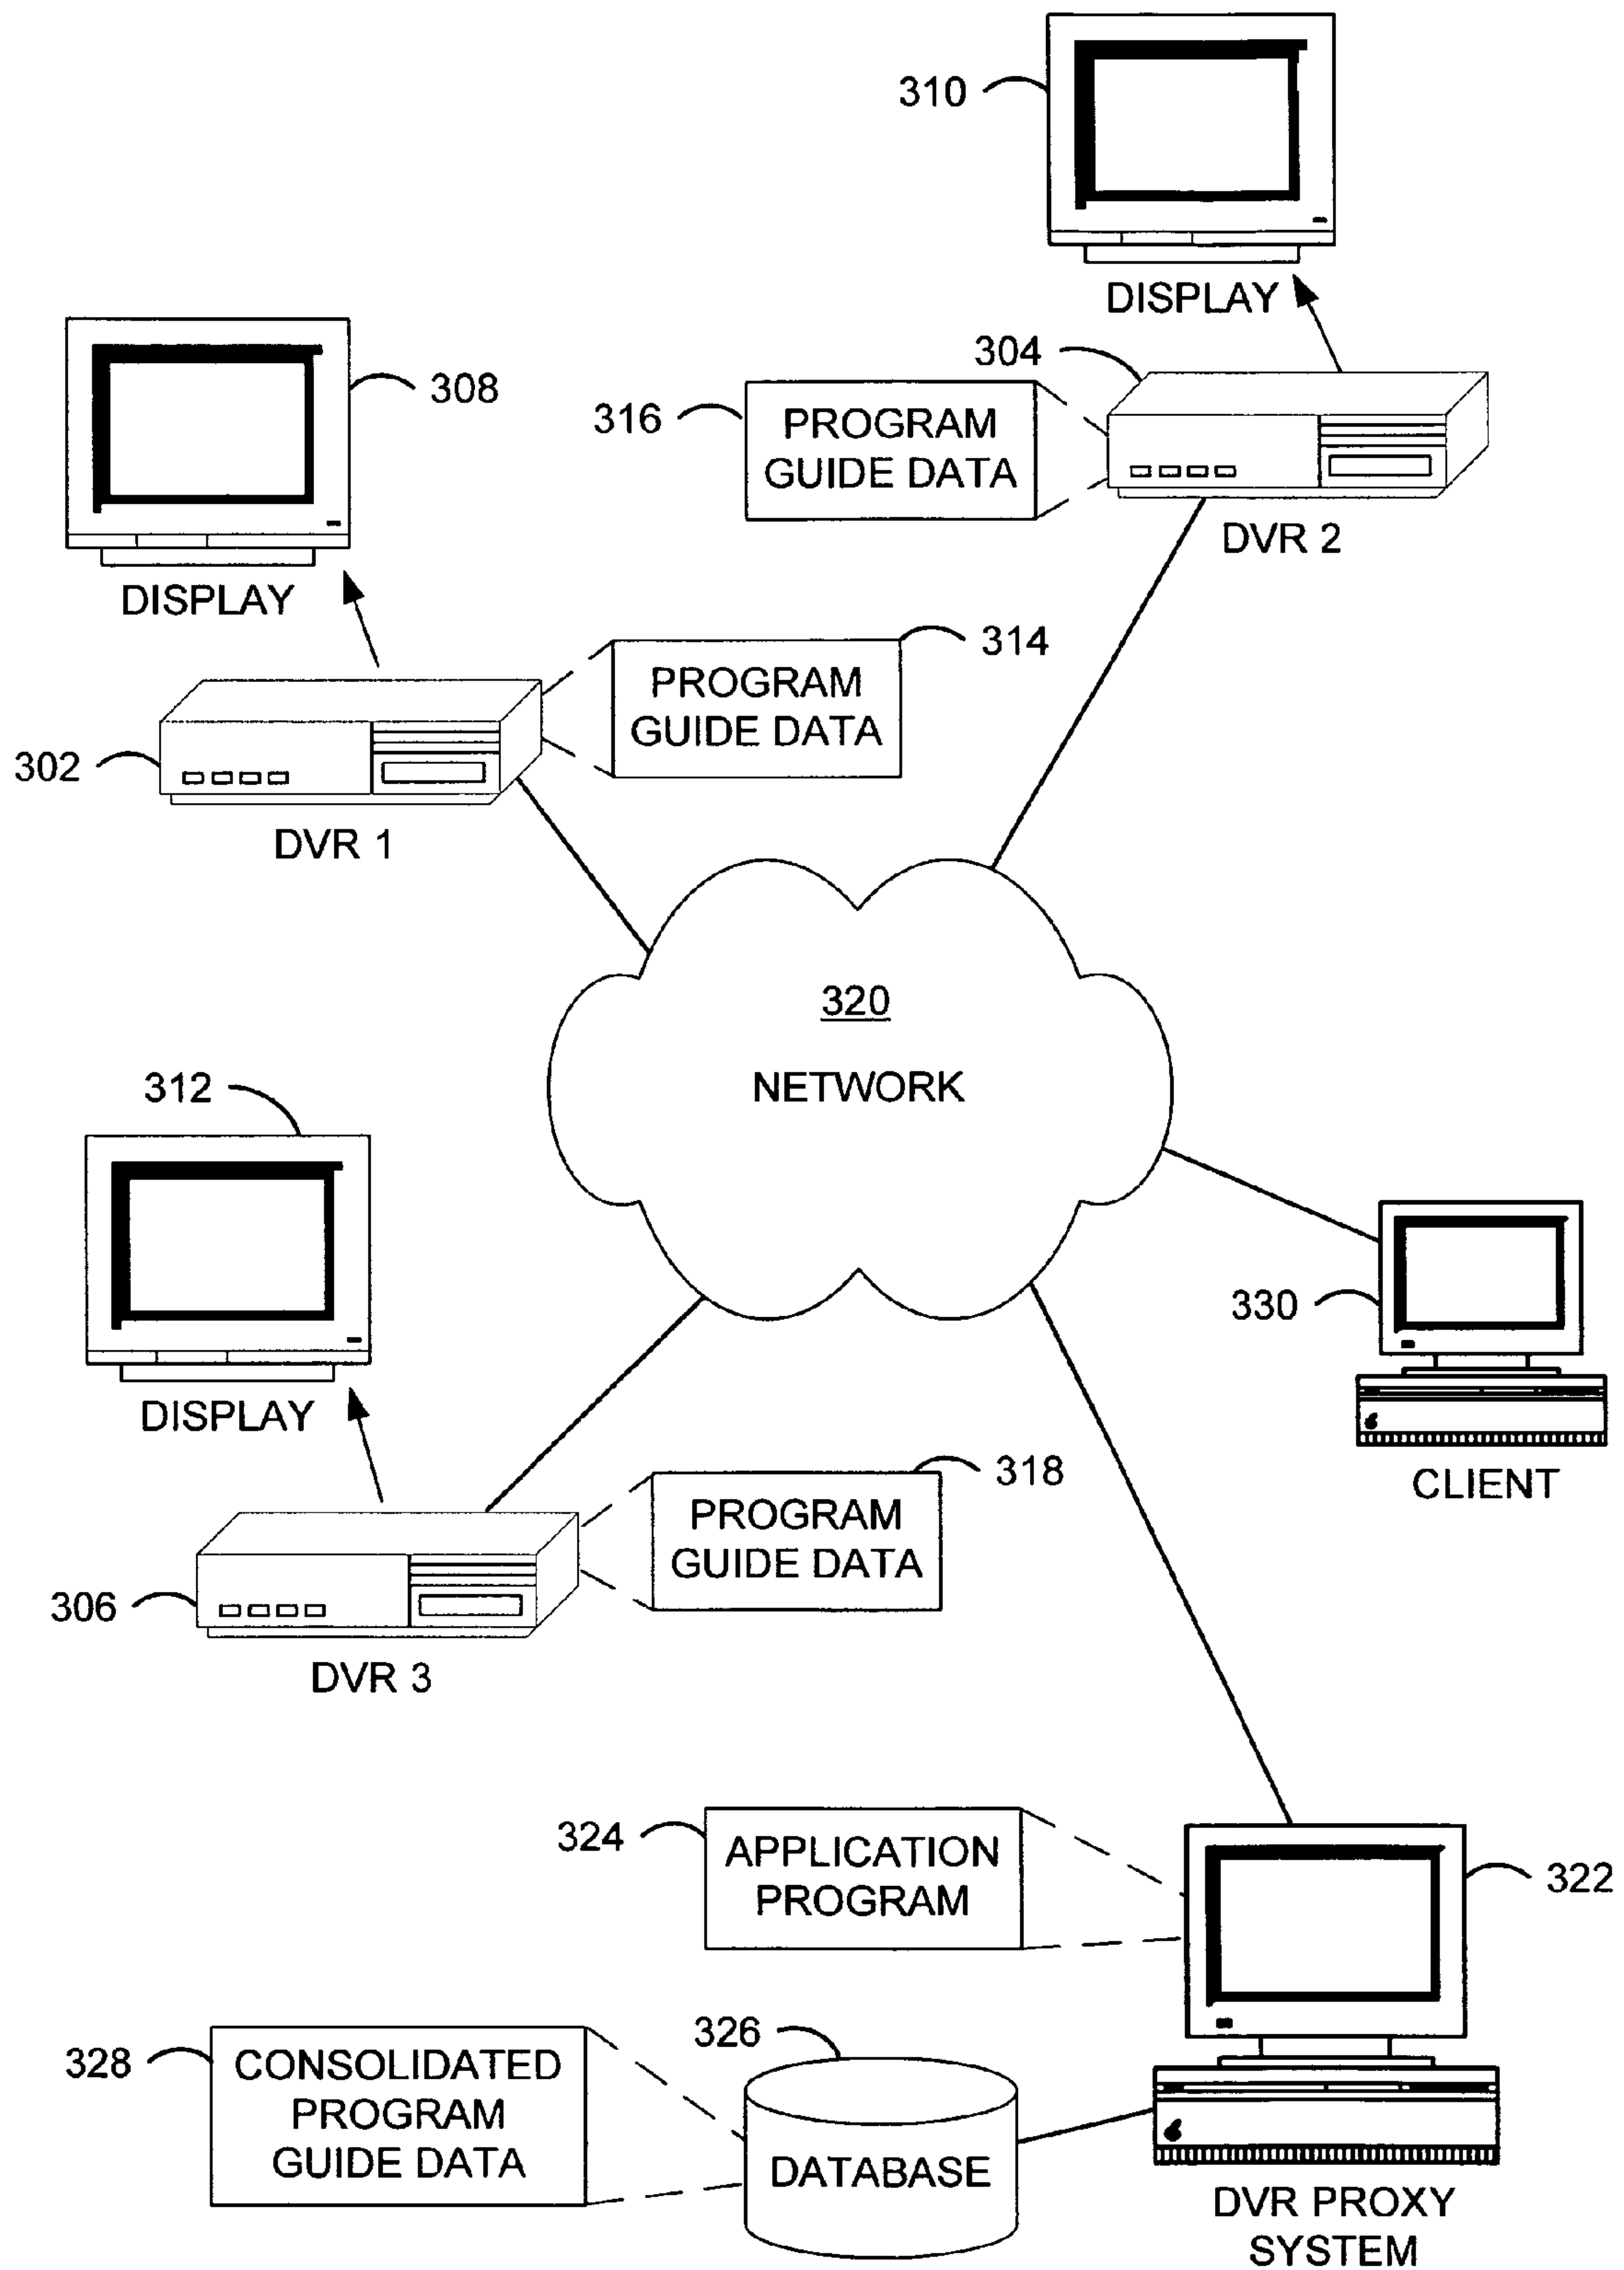 310
DISPLAY
304
308
316
PROGRAM
GUIDE DATA
DVR 2
DISPLAY
314
PROGRAM
GUIDE DATA
302
DVR 1
320
NETWORK
312
330
DISPLAY
CLIENT
318
PROGRAM
GUIDE DATA
306
DVR 3
324
APPLICATION
PROGRAM
322
326
328
CONSOLIDATED
PROGRAM
GUIDE DATA
DATABASE
DVR PROXY
SYSTEM